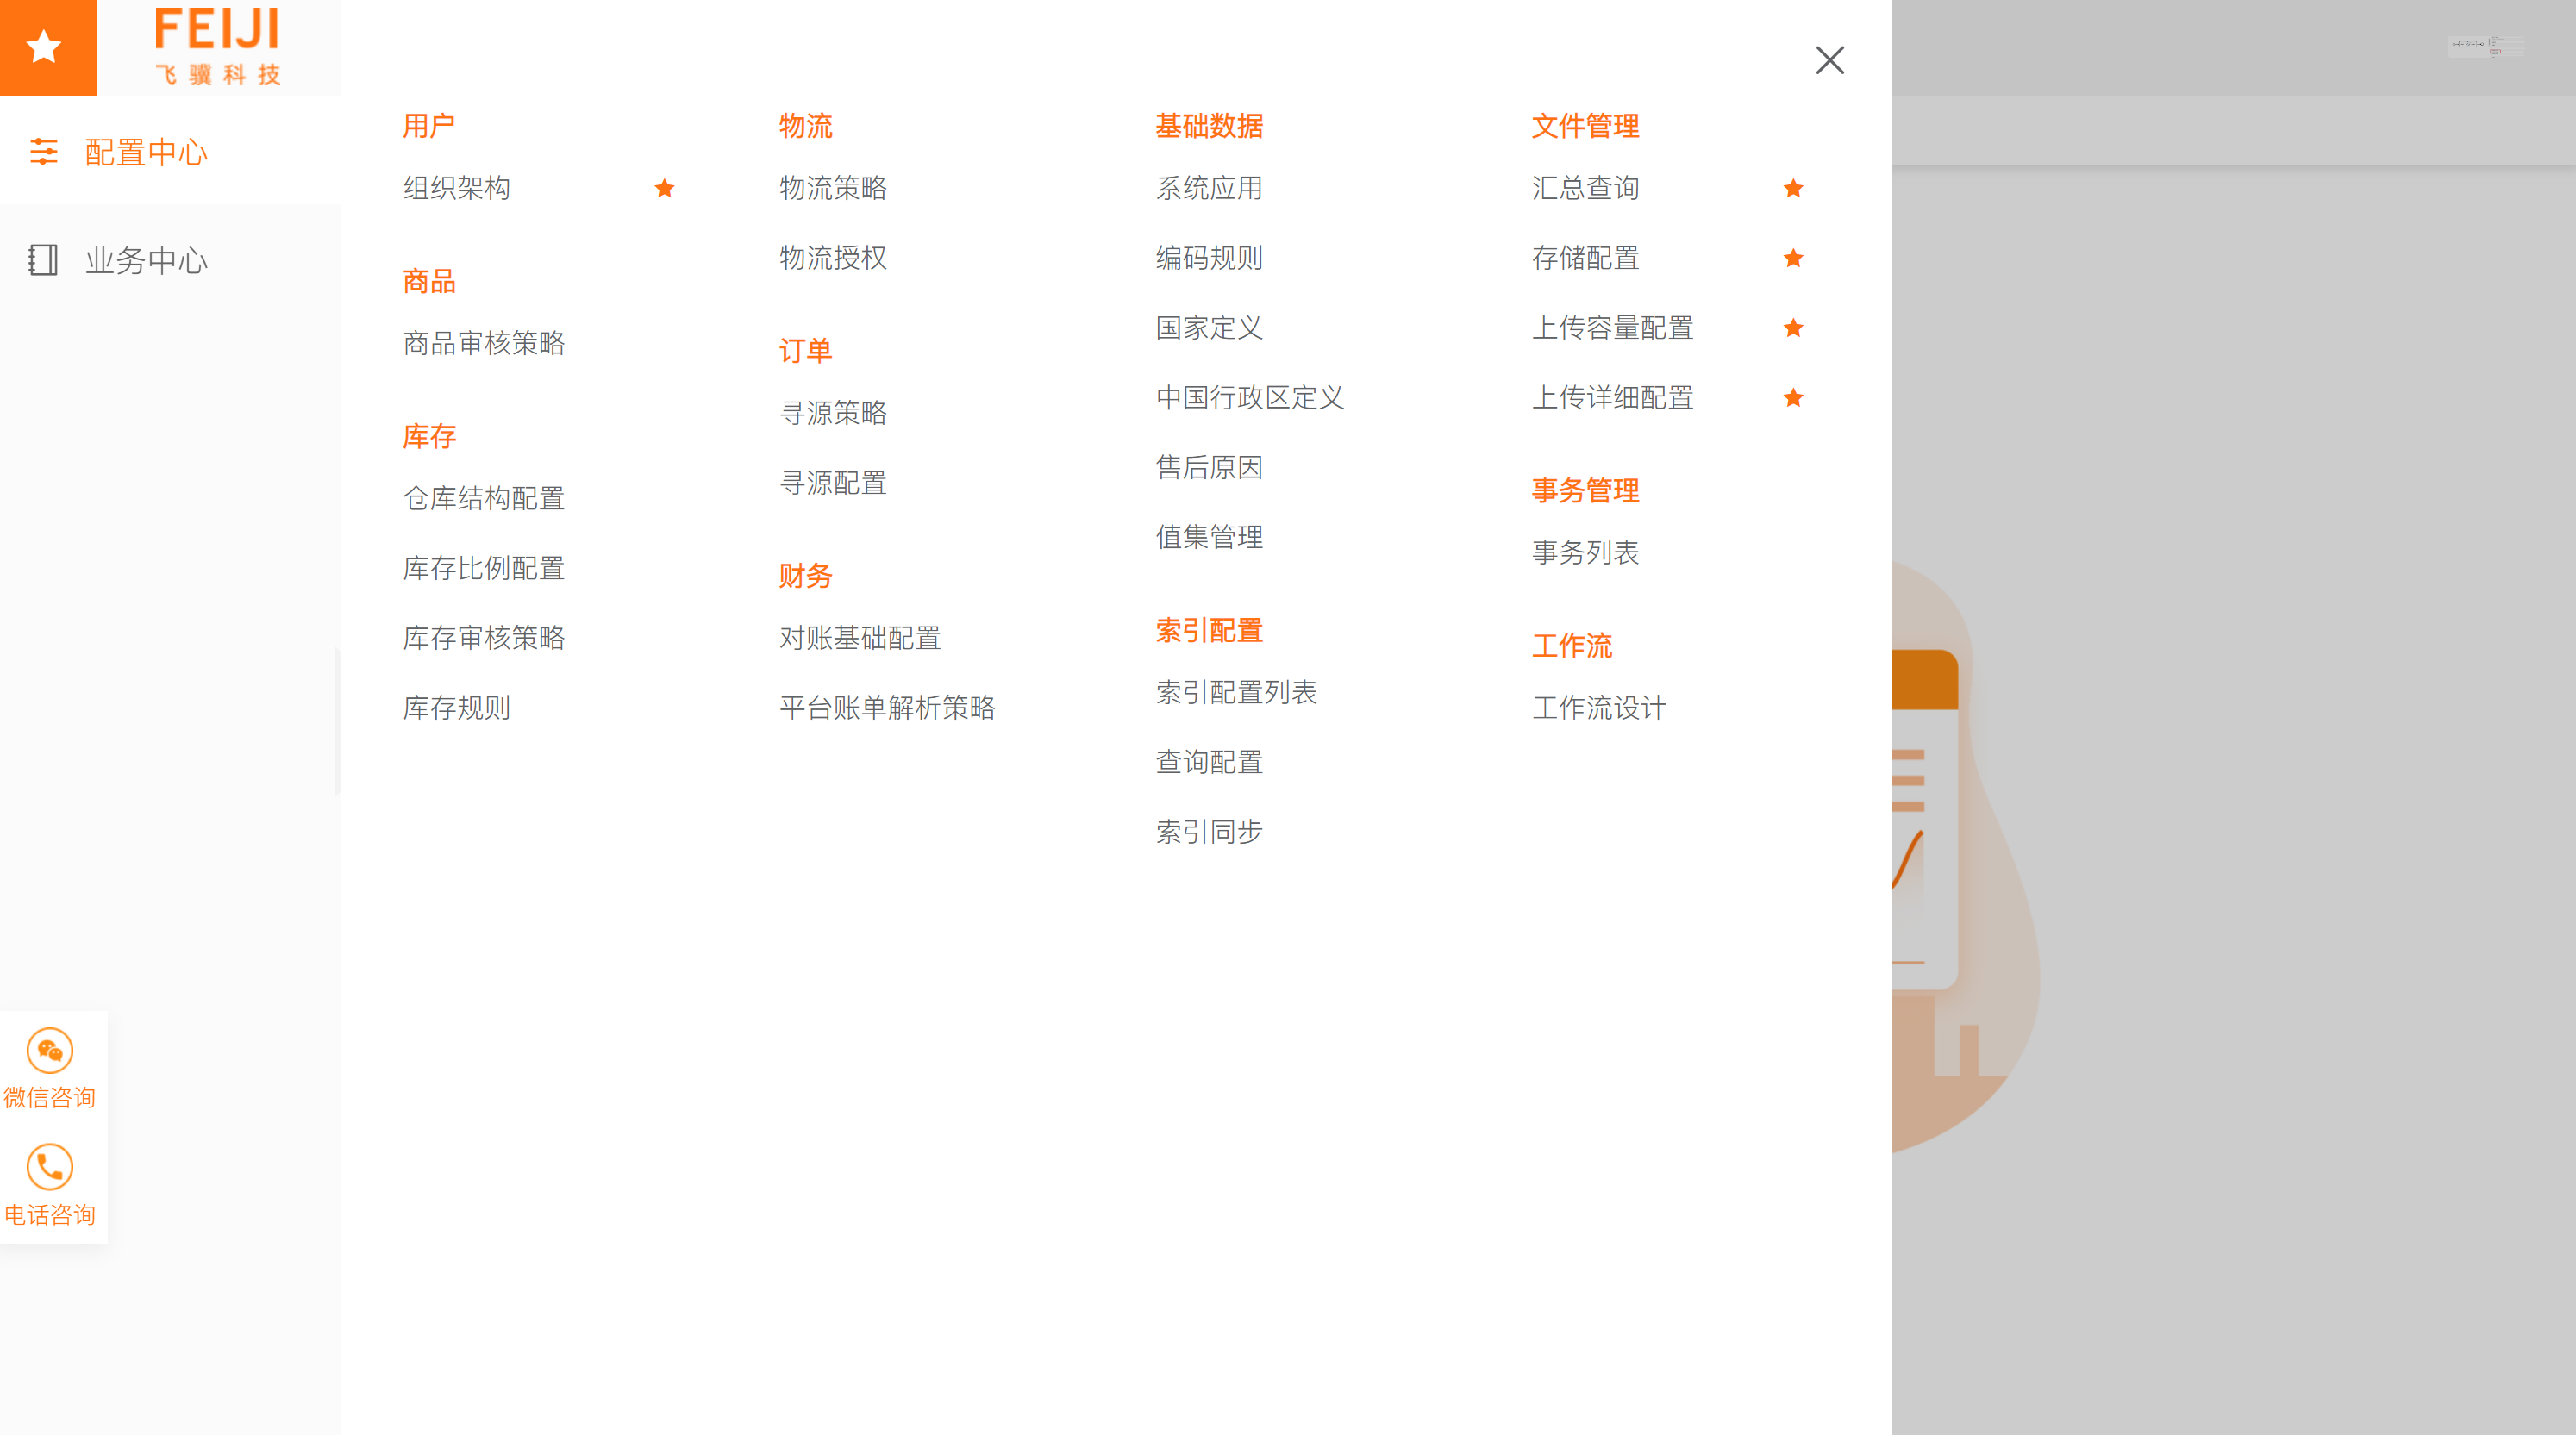 FEIJI
飞骥科技
配置中心
业务中心
微信咨询
电话咨询
用户
组织架构
商品
商品审核策略
库存
仓库结构配置
库存比例配置
库存审核策略
库存规则
物流
物流策略
物流授权
订单
寻源策略
寻源配置
财务
对账基础配置
平台账单解析策略
基础数据
系统应用
编码规则
国家定义
中国行政区定义
售后原因
值集管理
索引配置
索引配置列表
查询配置
索引同步
文件管理
汇总查询
存储配置
上传容量配置
上传详细配置
事务管理
事务列表
工作流
工作流设计